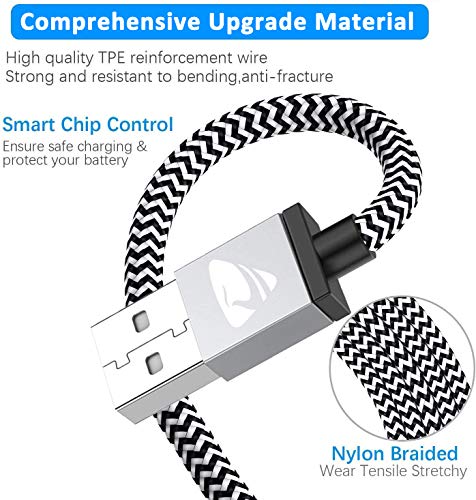 Comprehensive Upgrade Material
High quality TPE reinforcement wire
Strong and resistant to bending,anti-fracture
Smart Chip Control
Ensure safe charging &
protect your battery
Nylon Braided
Wear Tensile Stretchy